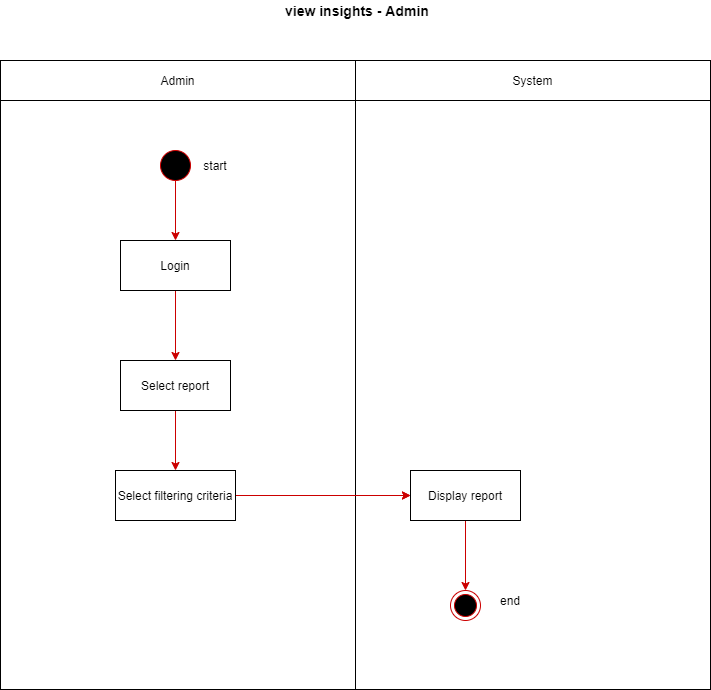 view insights - Admin
Admin
System
start
Login
Select report
Select filtering criteria
Display report
end